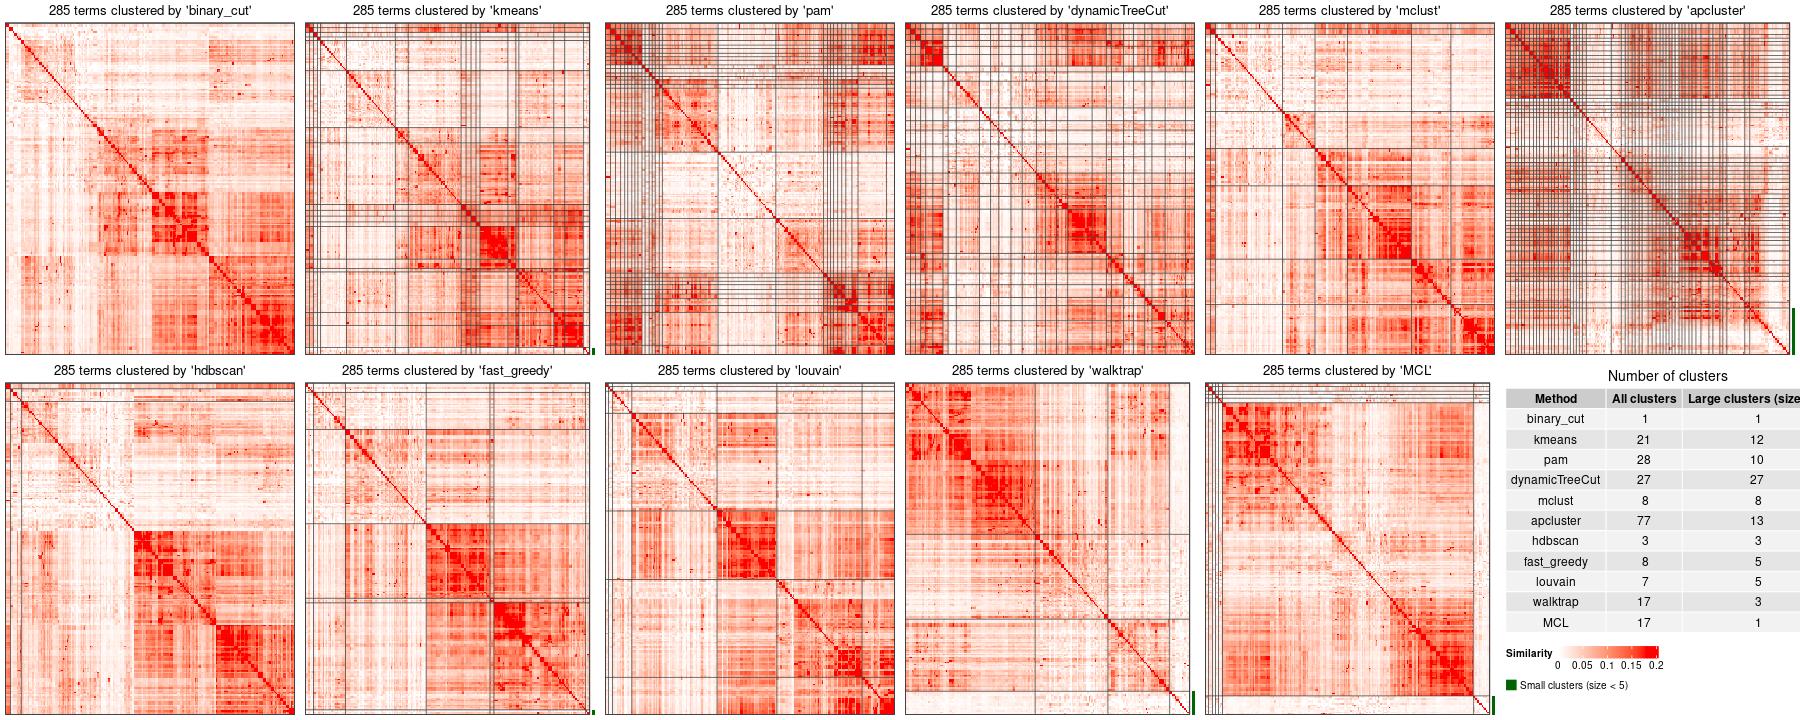 285 terms clustered by 'binary_cut'
285 terms clustered by 'kmeans'
285 terms clustered by 'pam'
285 terms clustered by 'dynamicTreeCut'
285 terms clustered by 'mclust'
285 terms clustered by 'apcluster'
285 terms clustered by 'hdbscan'
285 terms clustered by 'fast_greedy'
285 terms clustered by 'louvain'
285 terms clustered by 'walktrap'
285 terms clustered by 'MCL'
Number of clusters
Method All clusters Large clusters (size
binary_cut 1 1
kmeans 21 12
pam 28 10
dynamicTreeCut 27 27
mclust 8 8
apcluster 77 13
hdbscan 3 3
fast_greedy 8 5
louvain 7 5
walktrap 17 3
MCL 17 1
Similarity
0 0.05 0.1 0.15 0.2
Small clusters (size < 5)